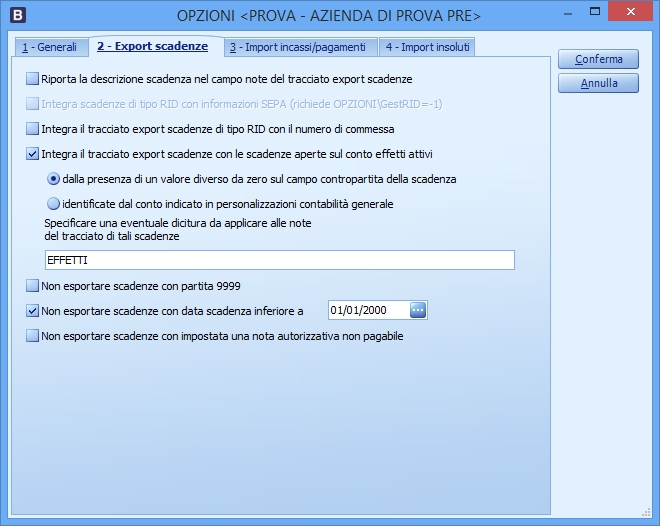 B
OPZIONI <PROVA - AZIENDA DI PROVA PRE>
1 - Generali
2 - Export scadenze
3 - Import incassi/pagamenti
4 - Import insoluti
Conferma
Annulla
Riporta la descrizione scadenza nel campo note del tracciato export scadenze
Integra scadenze di tipo RID con informazioni SEPA (richiede OPZIONI\GestRID=-1)
Integra il tracciato export scadenze di tipo RID con il numero di commessa
Integra il tracciato export scadenze con le scadenze aperte sul conto effetti attivi
dalla presenza di un valore diverso da zero sul campo contropartita della scadenza
identificate dal conto indicato in personalizzazioni contabilità generale
Specificare una eventuale dicitura da applicare alle note
del tracciato di tali scadenze
EFFETTI
Non esportare scadenze con partita 9999
Non esportare scadenze con data scadenza inferiore a 01/01/2000
Non esportare scadenze con impostata una nota autorizzativa non pagabile